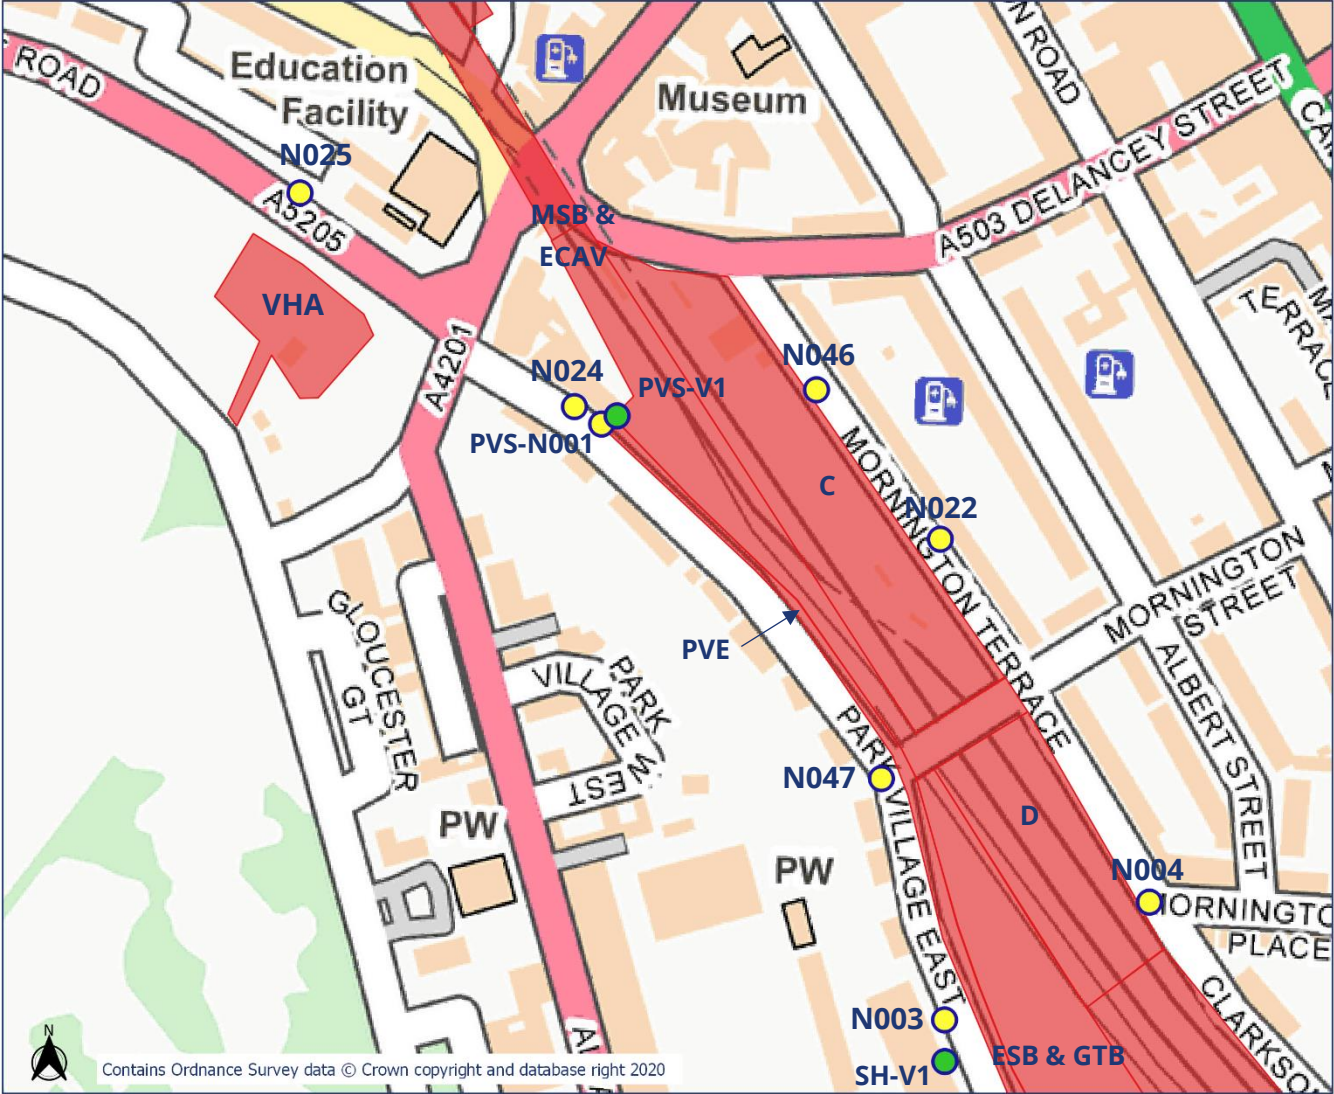 ROAD
Education
Facility
N025
A5205
VHA
Museum
N ROAD
A503 DELANCEY STREET
MSB &
ECAV
A4201
N024
PVS-V1
PVS-N001
N046
C
N022
MORNINGTON TERRACE
MORNINGTON
STREET
TERRACE
GLOUCESTER
GT
PARK
VILLAGE
WEST
PVE
PARK VILLAGE EAST
N047
D
ALBERT STREET
PW
PW
N004
MORNINGTO
PLACE
N003
SH-V1
ESB & GTB
CLARKSO
N
Contains Ordnance Survey data © Crown copyright and database right 2020